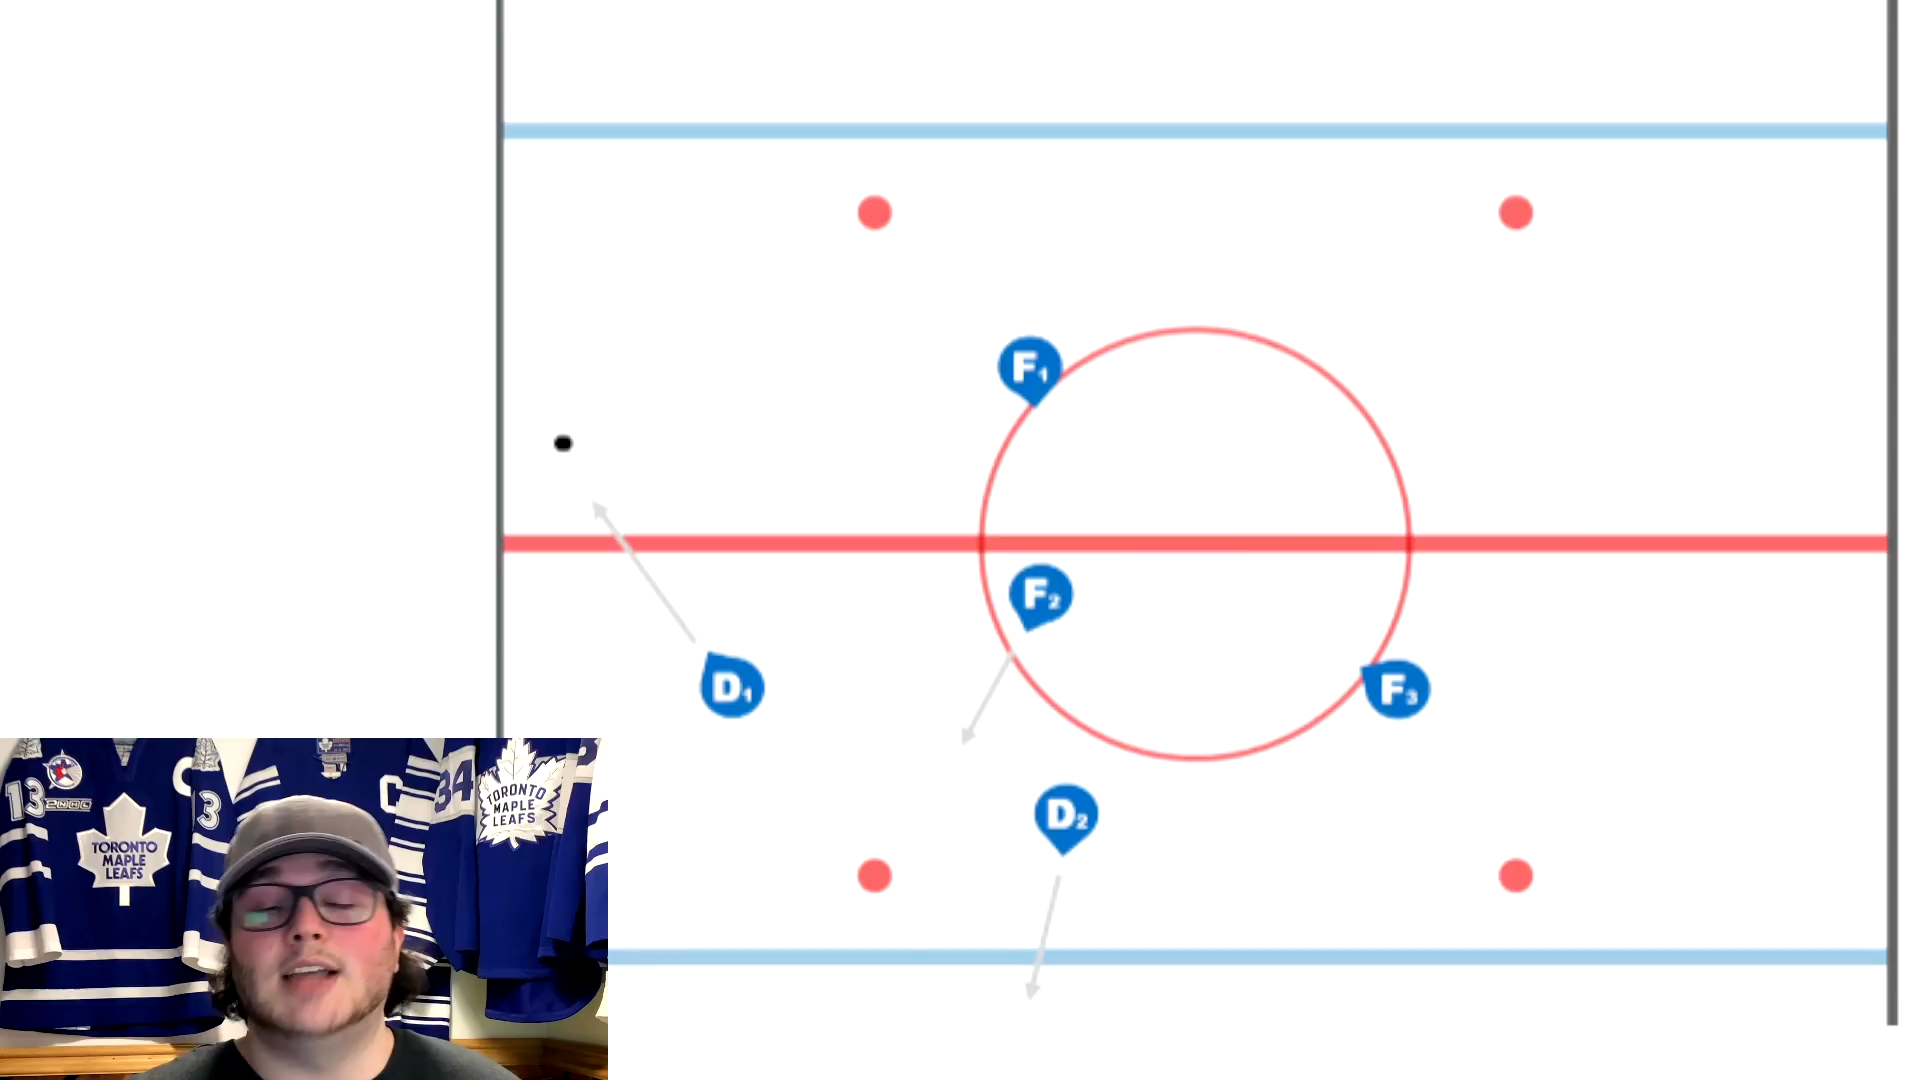 F1
F2
D1
F3
D2
13
C
3
TORONTO
MAPLE
LEAFS
C
34
TORONTO
MAPLE
LEAFS